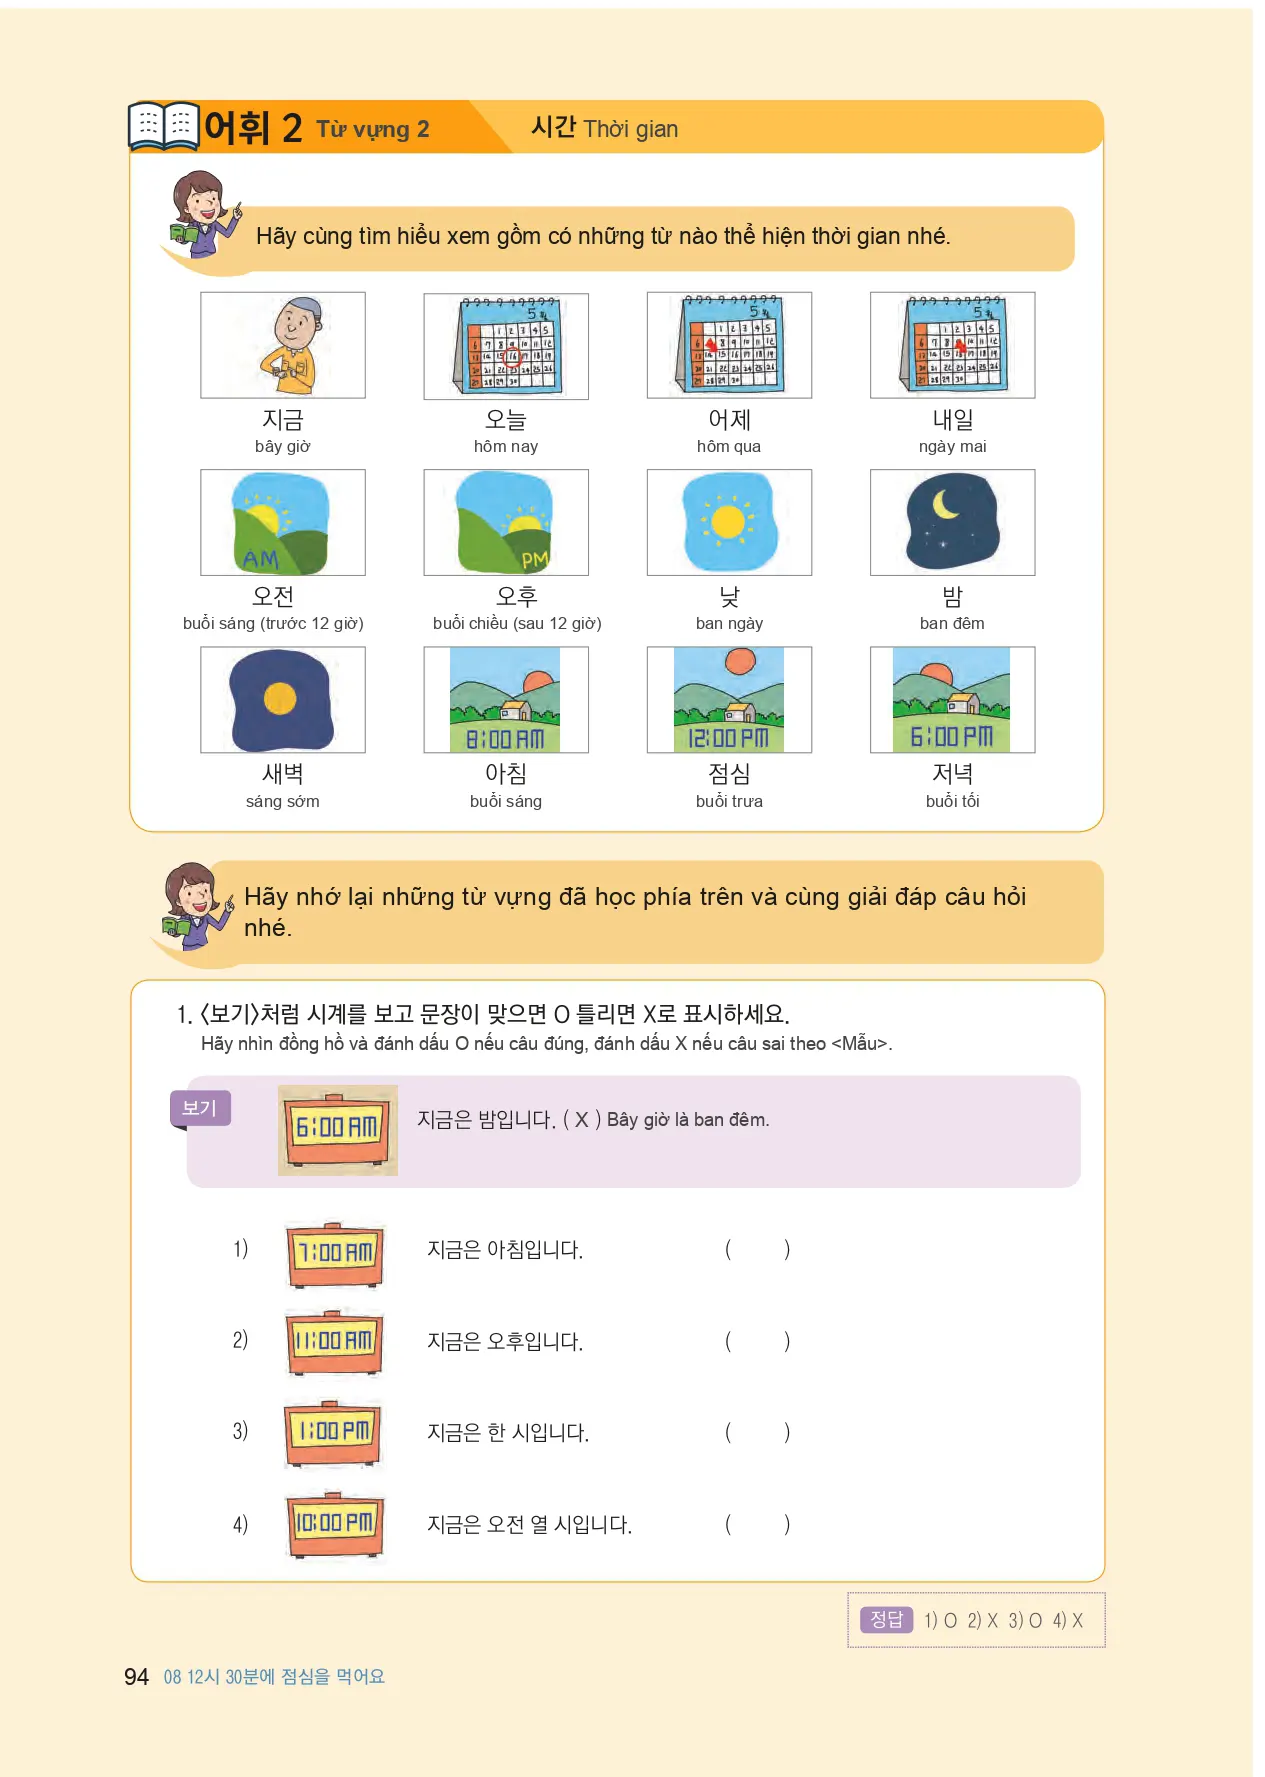 어휘 2 Từ vựng 2 시간 Thời gian
Hãy cùng tìm hiểu xem gồm có những từ nào thể hiện thời gian nhé.
지금 오늘 어제 내일
bây giờ hôm nay hôm qua ngày mai
AM PM
오전 오후 낮 밤
buổi sáng (trước 12 giờ) buổi chiều (sau 12 giờ) ban ngày ban đêm
8:00 AM 12:00 PM 6:00 PM
새벽 아침 점심 저녁
sáng sớm buổi sáng buổi trưa buổi tối
Hãy nhớ lại những từ vựng đã học phía trên và cùng giải đáp câu hỏi
nhé.
1. 〈보기〉처럼 시계를 보고 문장이 맞으면 O 틀리면 X로 표시하세요.
Hãy nhìn đồng hồ và đánh dấu O nếu câu đúng, đánh dấu X nếu câu sai theo <Mẫu>.
보기 6:00 AM 지금은 밤입니다. ( X ) Bây giờ là ban đêm.
1) 7:00 AM 지금은 아침입니다. ( )
2) 11:00 AM 지금은 오후입니다. ( )
3) 1:00 PM 지금은 한 시입니다. ( )
4) 10:00 PM 지금은 오전 열 시입니다. ( )
정답 1) O 2) X 3) O 4) X
94 08 12시 30분에 점심을 먹어요